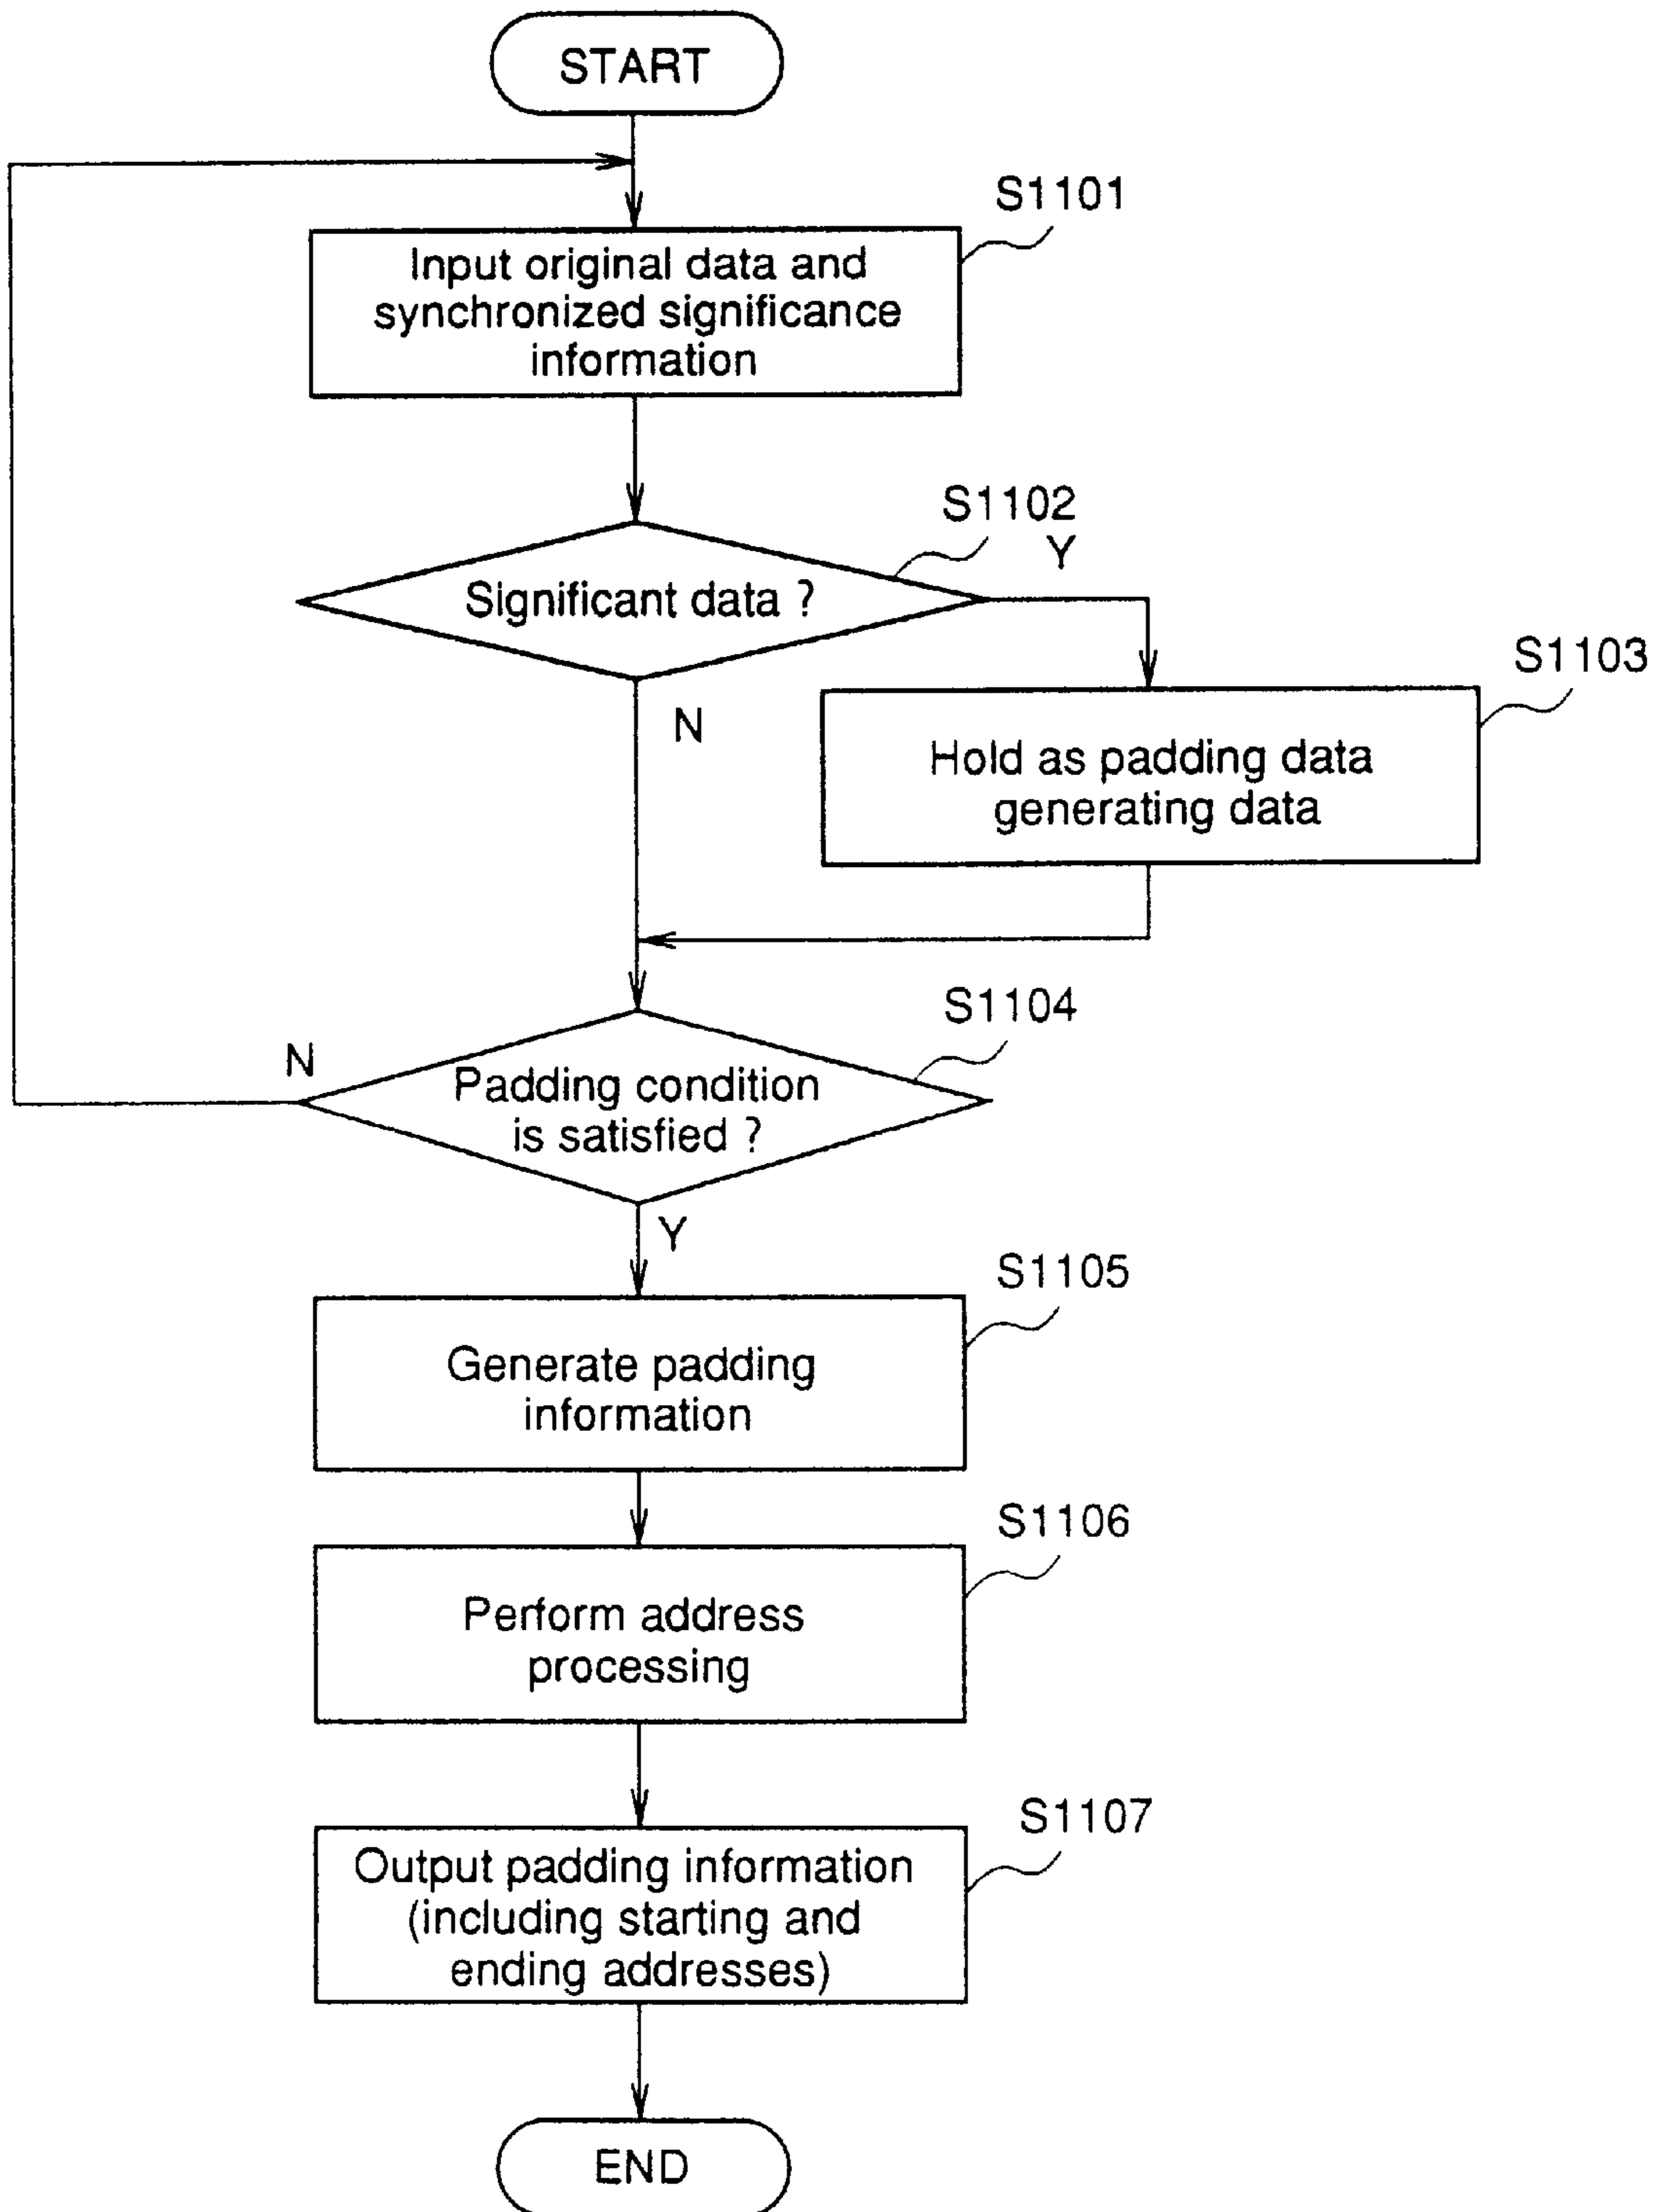 START
S1101
Input original data and
synchronized significance
information
S1102
Y
Significant data ?
N
S1103
Hold as padding data
generating data
S1104
N
Padding condition
is satisfied ?
Y
S1105
Generate padding
information
S1106
Perform address
processing
S1107
Output padding information
(including starting and
ending addresses)
END